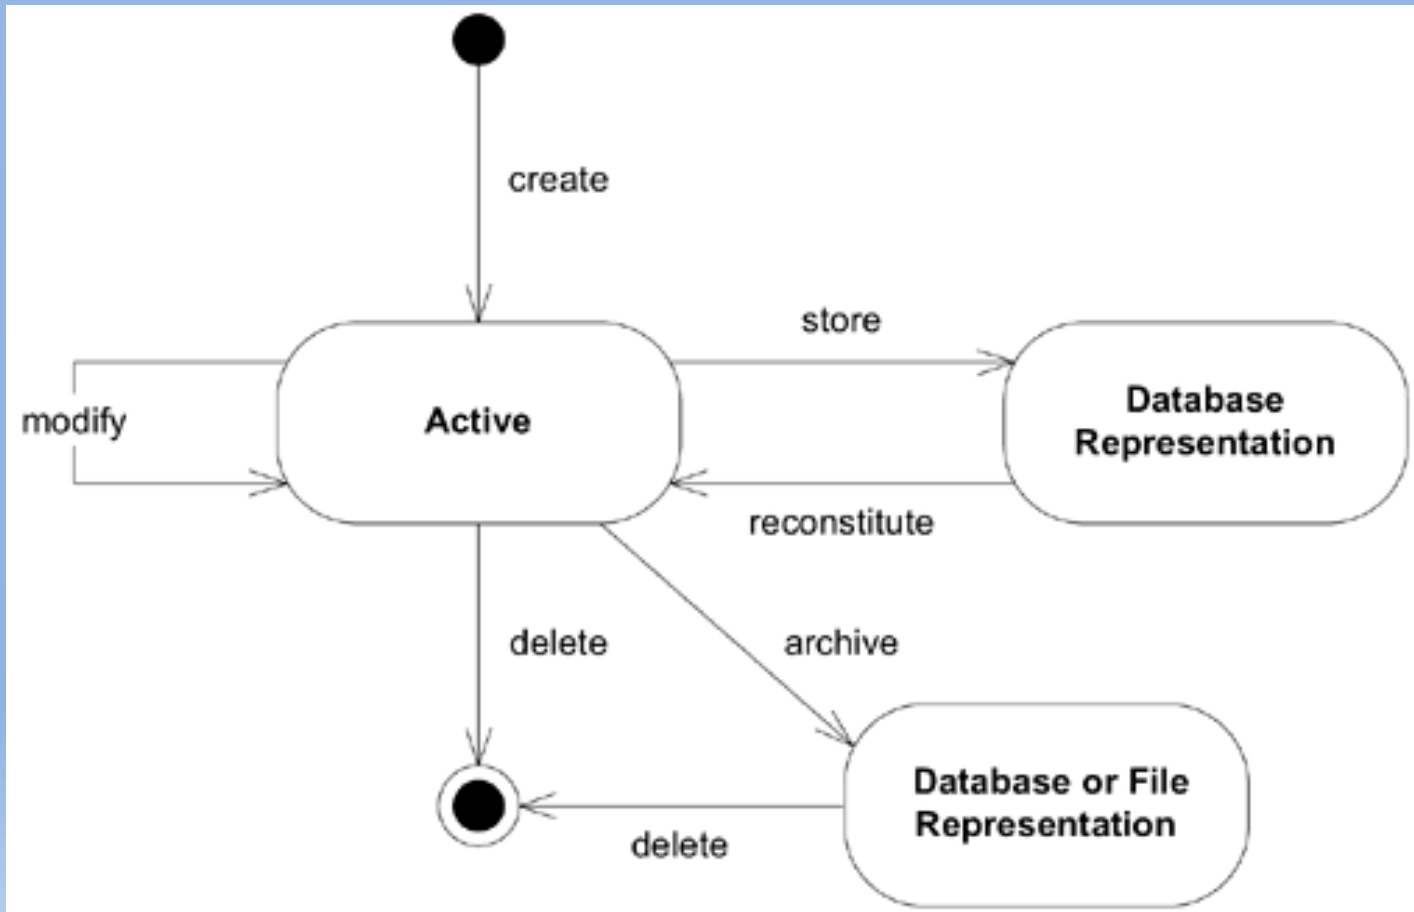 create
store
Database
Representation
modify
Active
reconstitute
delete
archive
Database or File
Representation
delete